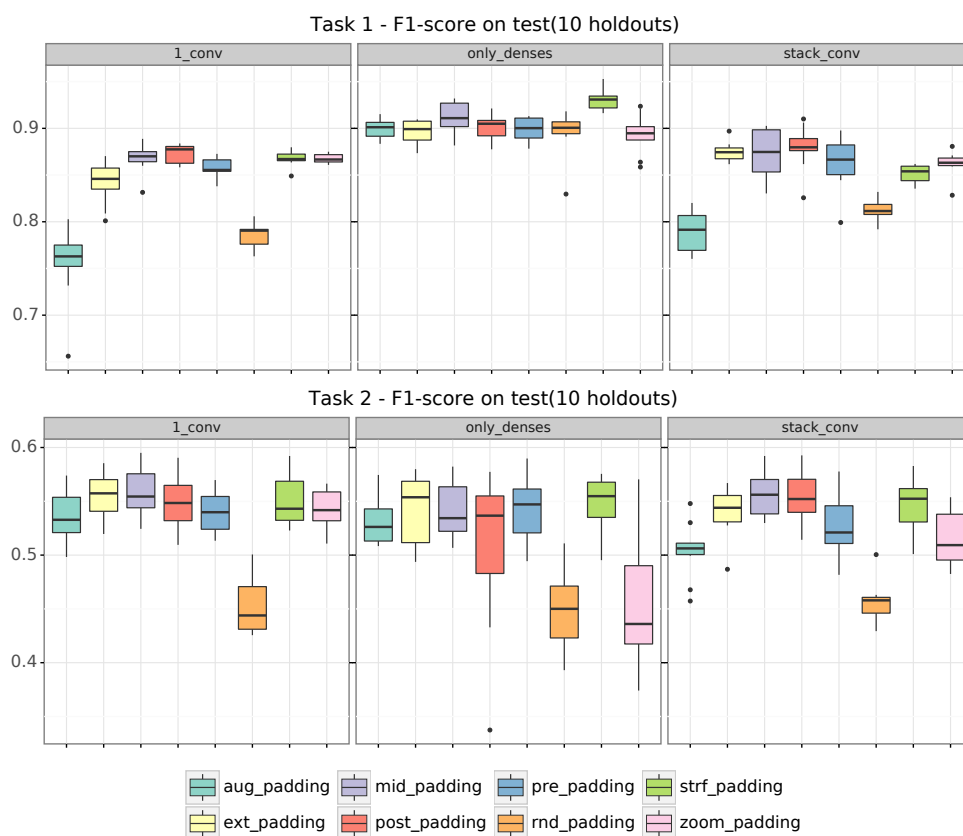 Task 1 - F1-score on test(10 holdouts)
1_conv only_denses stack_conv
0.9
0.8
0.7
Task 2 - F1-score on test(10 holdouts)
1_conv only_denses stack_conv
0.6
0.5
0.4
aug_padding mid_padding pre_padding strf_padding
ext_padding post_padding rnd_padding zoom_padding